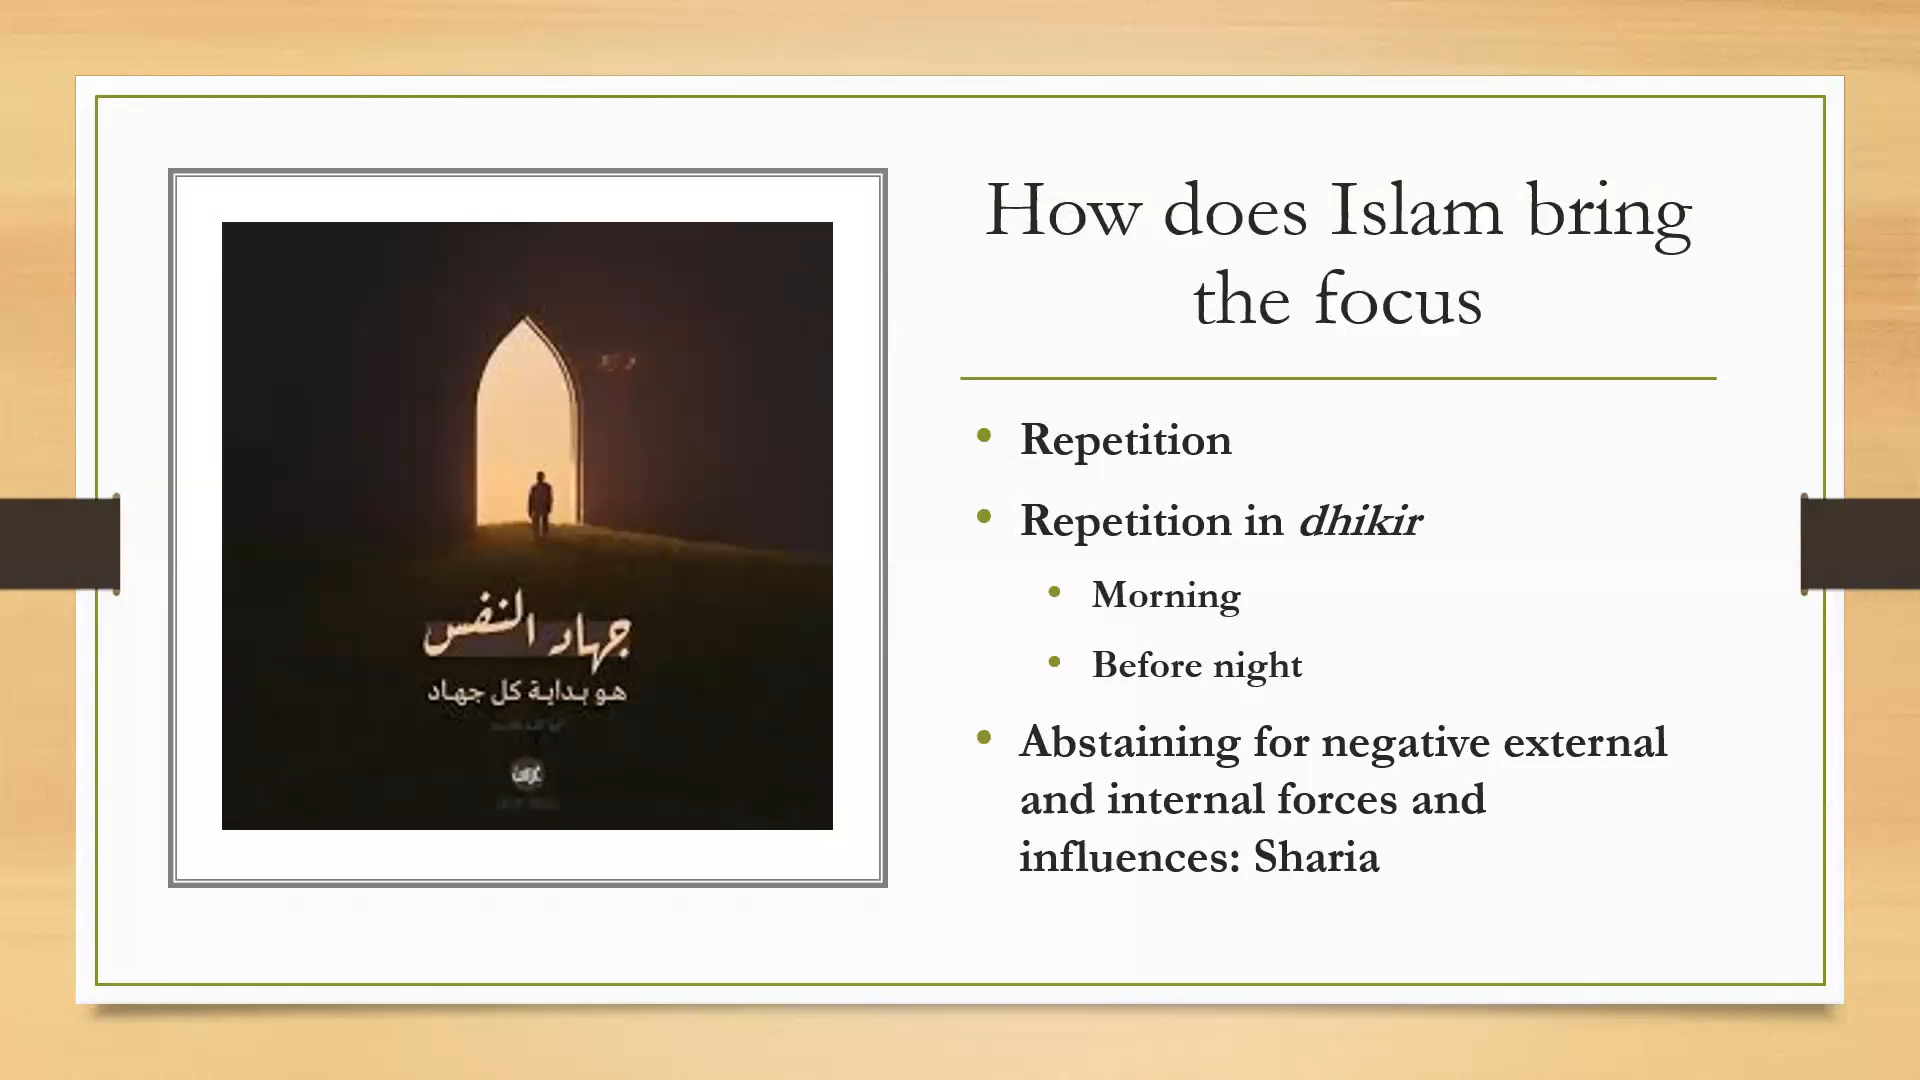 How does Islam bring
the focus
Repetition
Repetition in dhikir
Morning
Before night
Abstaining for negative external
and internal forces and
influences: Sharia
جهاد النفس
هو بداية كل جهاد